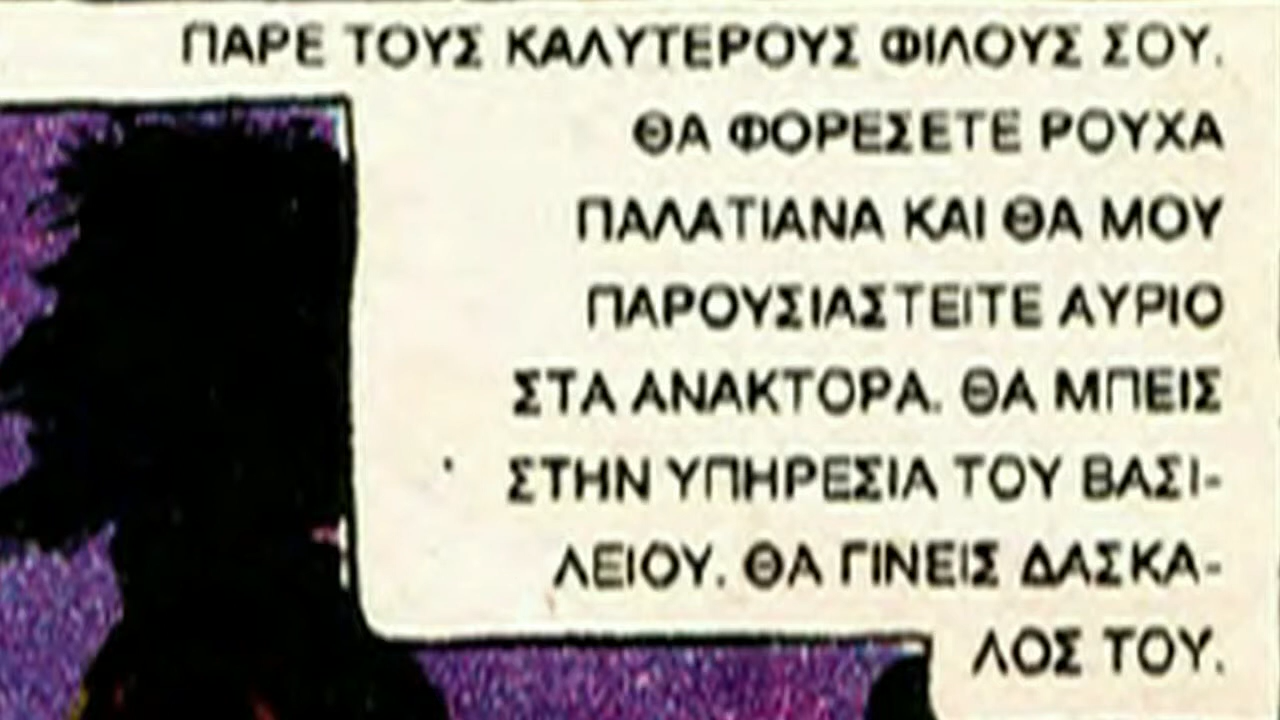 ΠΑΡΕ ΤΟΥΣ ΚΑΛΥΤΕΡΟΥΣ ΦΙΛΟΥΣ ΣΟΥ.
ΘΑ ΦΟΡΕΣΕΤΕ ΡΟΥΧΑ
ΠΑΛΑΤΙΑΝΑ ΚΑΙ ΘΑ ΜΟΥ
ΠΑΡΟΥΣΙΑΣΤΕΙΤΕ ΑΥΡΙΟ
ΣΤΑ ΑΝΑΚΤΟΡΑ. ΘΑ ΜΠΕΙΣ
ΣΤΗΝ ΥΠΗΡΕΣΙΑ ΤΟΥ ΒΑΣΙ-
ΛΕΙΟΥ. ΘΑ ΓΙΝΕΙΣ ΔΑΣΚΑ-
ΛΟΣ ΤΟΥ.